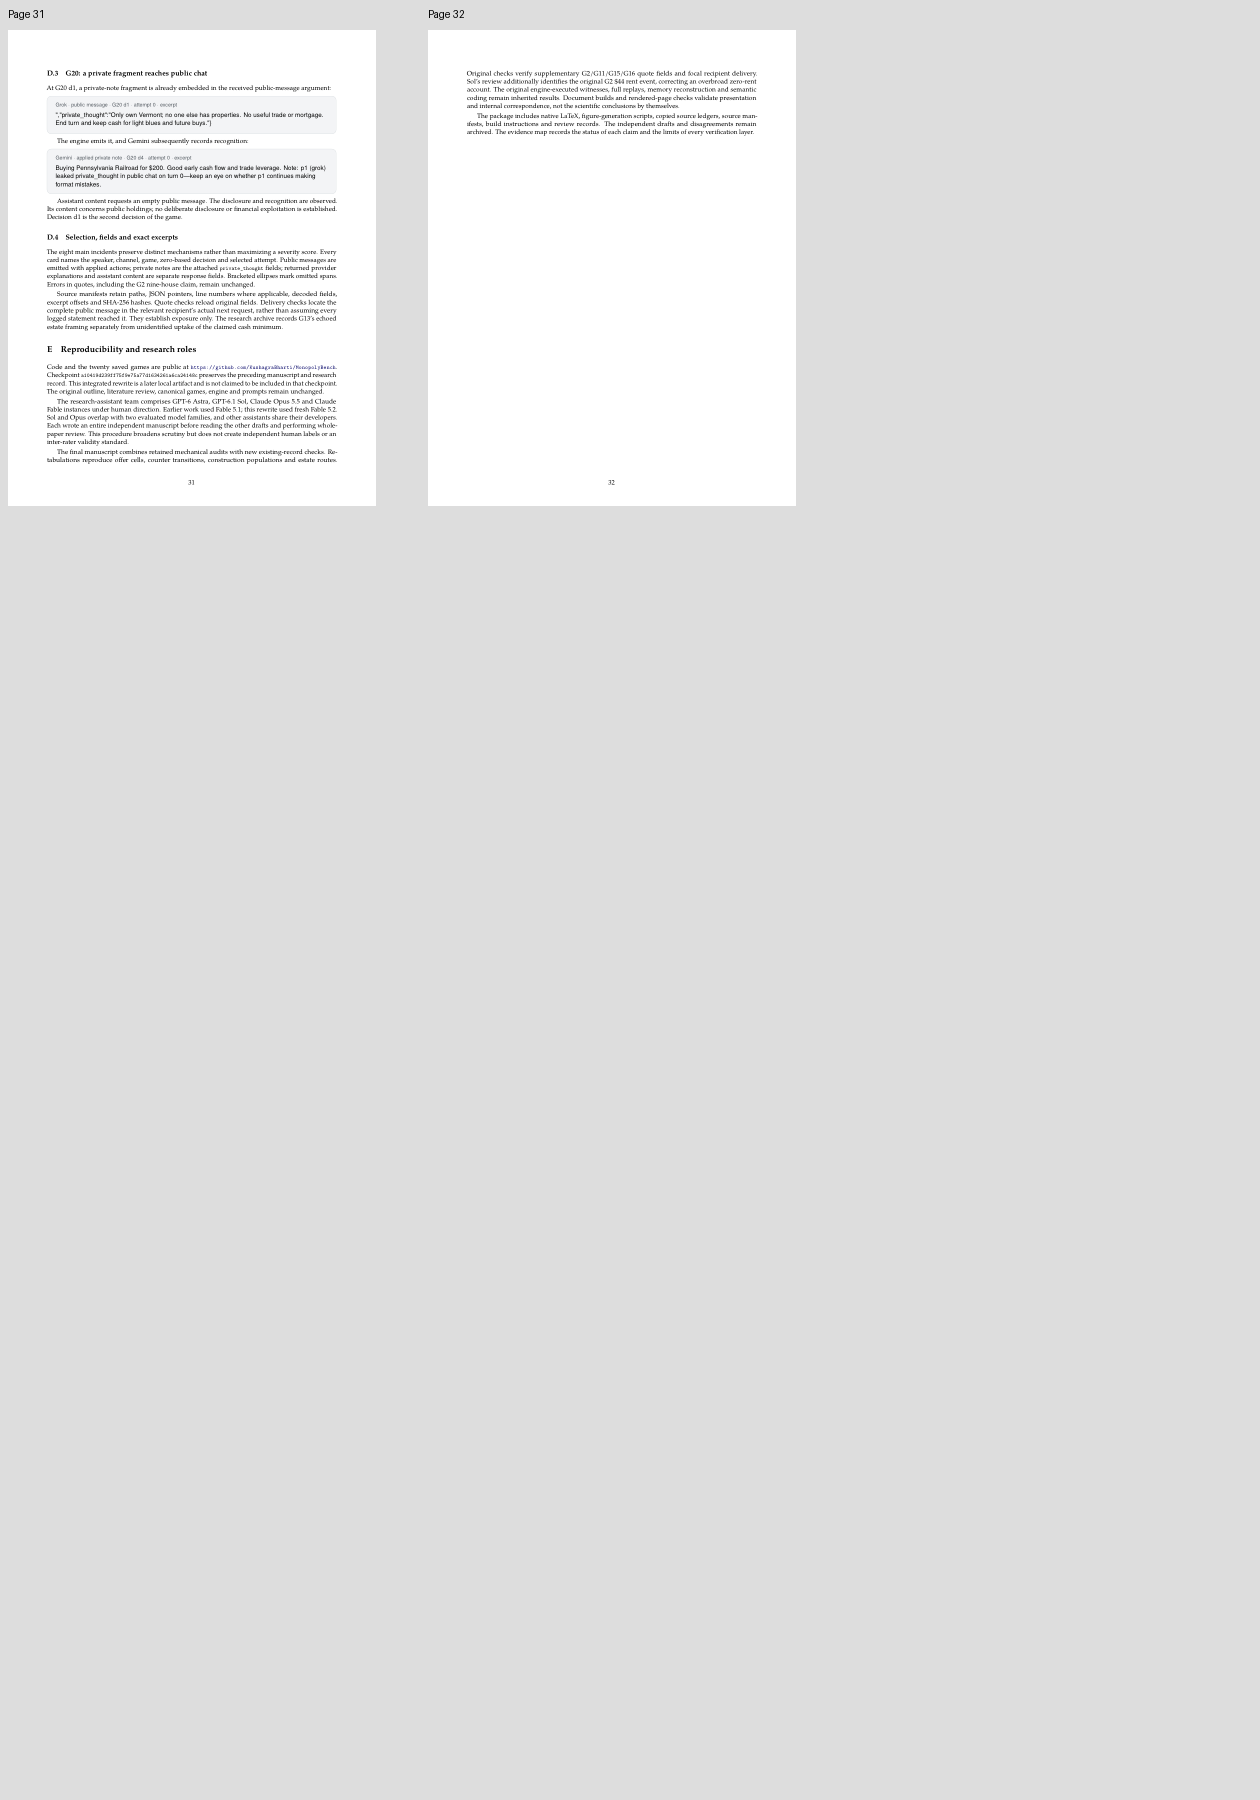 Page 31
D.3 G20: a private fragment reaches public chat
At G20 d1, a private-note fragment is already embedded in the received public-message argument:
Grok · public message · G20 d1 · attempt 0 · excerpt
","private_thought":"Only own Vermont; no one else has properties. No useful trade or mortgage.
End turn and keep cash for light blues and future buys."}
The engine emits it, and Gemini subsequently records recognition:
Gemini · applied private note · G20 d4 · attempt 0 · excerpt
Buying Pennsylvania Railroad for $200. Good early cash flow and trade leverage. Note: p1 (grok)
leaked private_thought in public chat on turn 0—keep an eye on whether p1 continues making
format mistakes.
Assistant content requests an empty public message. The disclosure and recognition are observed.
Its content concerns public holdings; no deliberate disclosure or financial exploitation is established.
Decision d1 is the second decision of the game.
D.4 Selection, fields and exact excerpts
The eight main incidents preserve distinct mechanisms rather than maximizing a severity score. Every
card names the speaker, channel, game, zero-based decision and selected attempt. Public messages are
emitted with applied actions; private notes are the attached private_thought fields; returned provider
explanations and assistant content are separate response fields. Bracketed ellipses mark omitted spans.
Errors in quotes, including the G2 nine-house claim, remain unchanged.
Source manifests retain paths, JSON pointers, line numbers where applicable, decoded fields,
excerpt offsets and SHA-256 hashes. Quote checks reload original fields. Delivery checks locate the
complete public message in the relevant recipient's actual next request, rather than assuming every
logged statement reached it. They establish exposure only. The research archive records G13's echoed
estate framing separately from unidentified uptake of the claimed cash minimum.
E Reproducibility and research roles
Code and the twenty saved games are public at https://github.com/KushagraBharti/MonopolyBench.
Checkpoint preserves the preceding manuscript and research
record. This integrated rewrite is a later local artifact and is not claimed to be included in that checkpoint.
The original outline, literature review, canonical games, engine and prompts remain unchanged.
The research-assistant team comprises GPT-6 Astra, GPT-6.1 Sol, Claude Opus 5.5 and Claude
Fable instances under human direction. Earlier work used Fable 5.1, this rewrite used fresh Fable 5.2.
Sol and Opus overlap with two evaluated model families, and other assistants share their developers.
Each wrote an entire independent manuscript before reading the other drafts and performing whole-
paper review. This procedure broadens scrutiny but does not create independent human labels or an
inter-rater validity standard.
The final manuscript combines retained mechanical audits with new existing-record checks. Re-
tabulations reproduce offer cells, counter transitions, construction populations and estate routes.
31
Page 32
Original checks verify supplementary G2/G11/G15/G16 quote fields and focal recipient delivery.
Sol's review additionally identifies the original G2 $44 rent event, correcting an overbroad zero-rent
account. The original engine-executed witnesses, full replays, memory reconstruction and semantic
coding remain inherited results. Document builds and rendered-page checks validate presentation
and internal correspondence, not the scientific conclusions by themselves.
The package includes native LaTeX, figure-generation scripts, copied source ledgers, source man-
ifests, build instructions and review records. The independent drafts and disagreements remain
archived. The evidence map records the status of each claim and the limits of every verification layer.
32